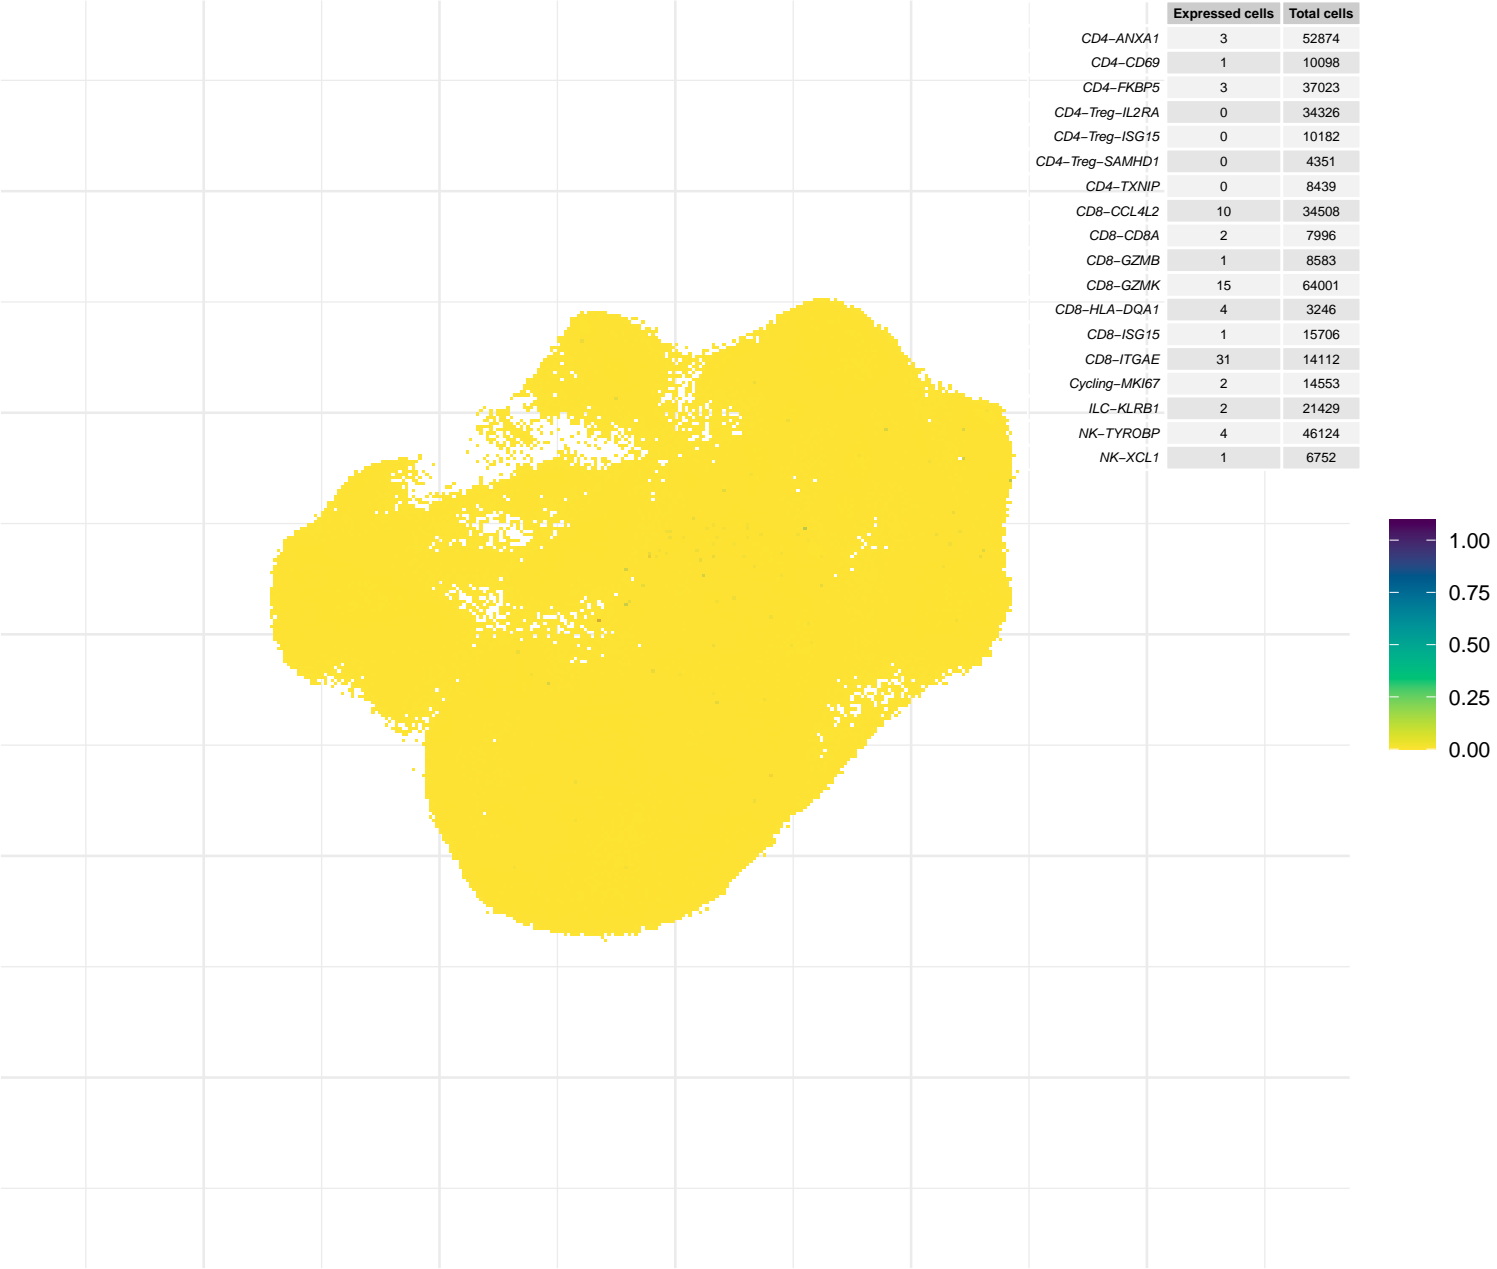 Expressed cells Total cells
CD4−ANXA1 3 52874
CD4−CD69 1 10098
CD4−FKBP5 3 37023
CD4−Treg−IL2RA 0 34326
CD4−Treg−ISG15 0 10182
CD4−Treg−SAMHD1 0 4351
CD4−TXNIP 0 8439
CD8−CCL4L2 10 34508
CD8−CD8A 2 7996
CD8−GZMB 1 8583
CD8−GZMK 15 64001
CD8−HLA−DQA1 4 3246
CD8−ISG15 1 15706
CD8−ITGAE 31 14112
Cycling−MKI67 2 14553
ILC−KLRB1 2 21429
NK−TYROBP 4 46124
NK−XCL1 1 6752
1.00
0.75
0.50
0.25
0.00